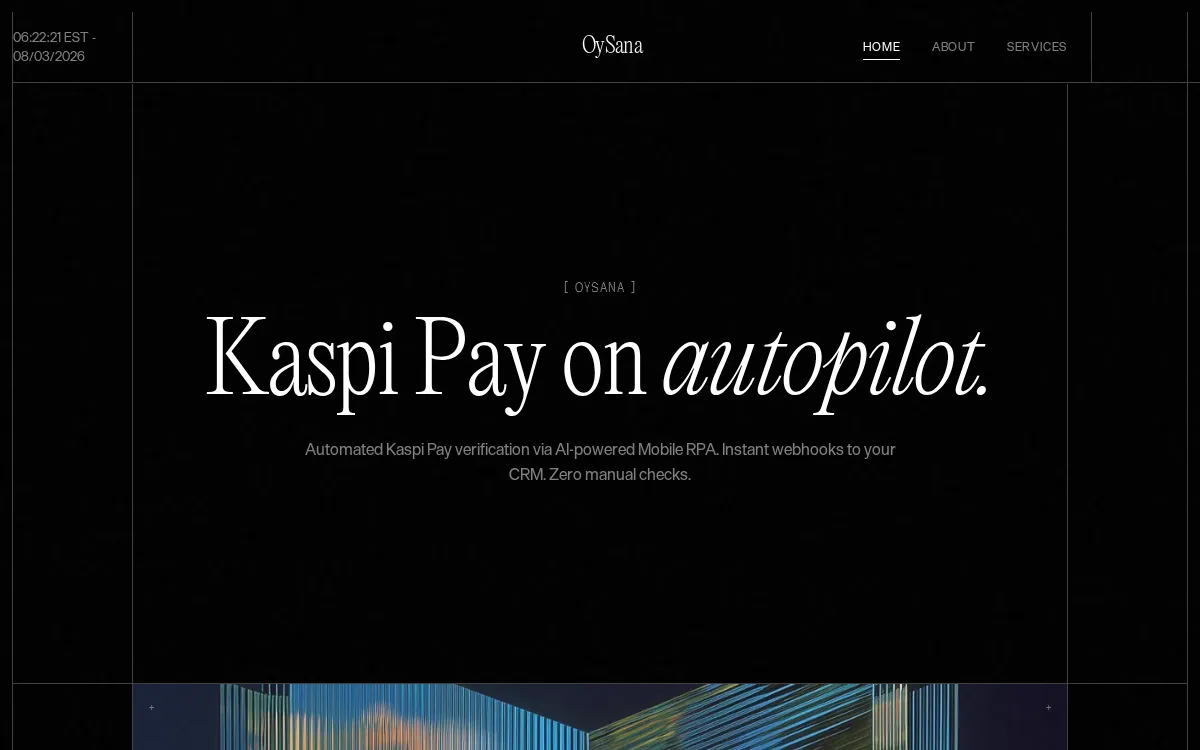 06:22:21 EST -
08/03/2026
OySana
HOME
ABOUT
SERVICES
[ OYSANA ]
Kaspi Pay on autopilot.
Automated Kaspi Pay verification via AI-powered Mobile RPA. Instant webhooks to your
CRM. Zero manual checks.